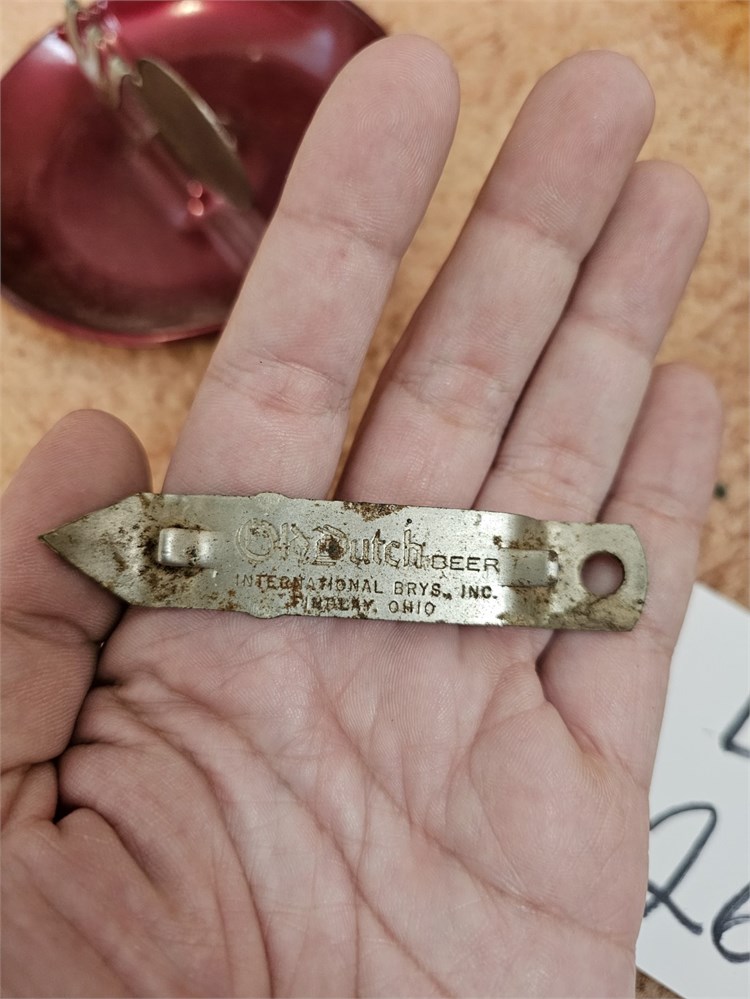 Old Dutch BEER
INTERNATIONAL BRYS., INC.
FINDLAY, OHIO